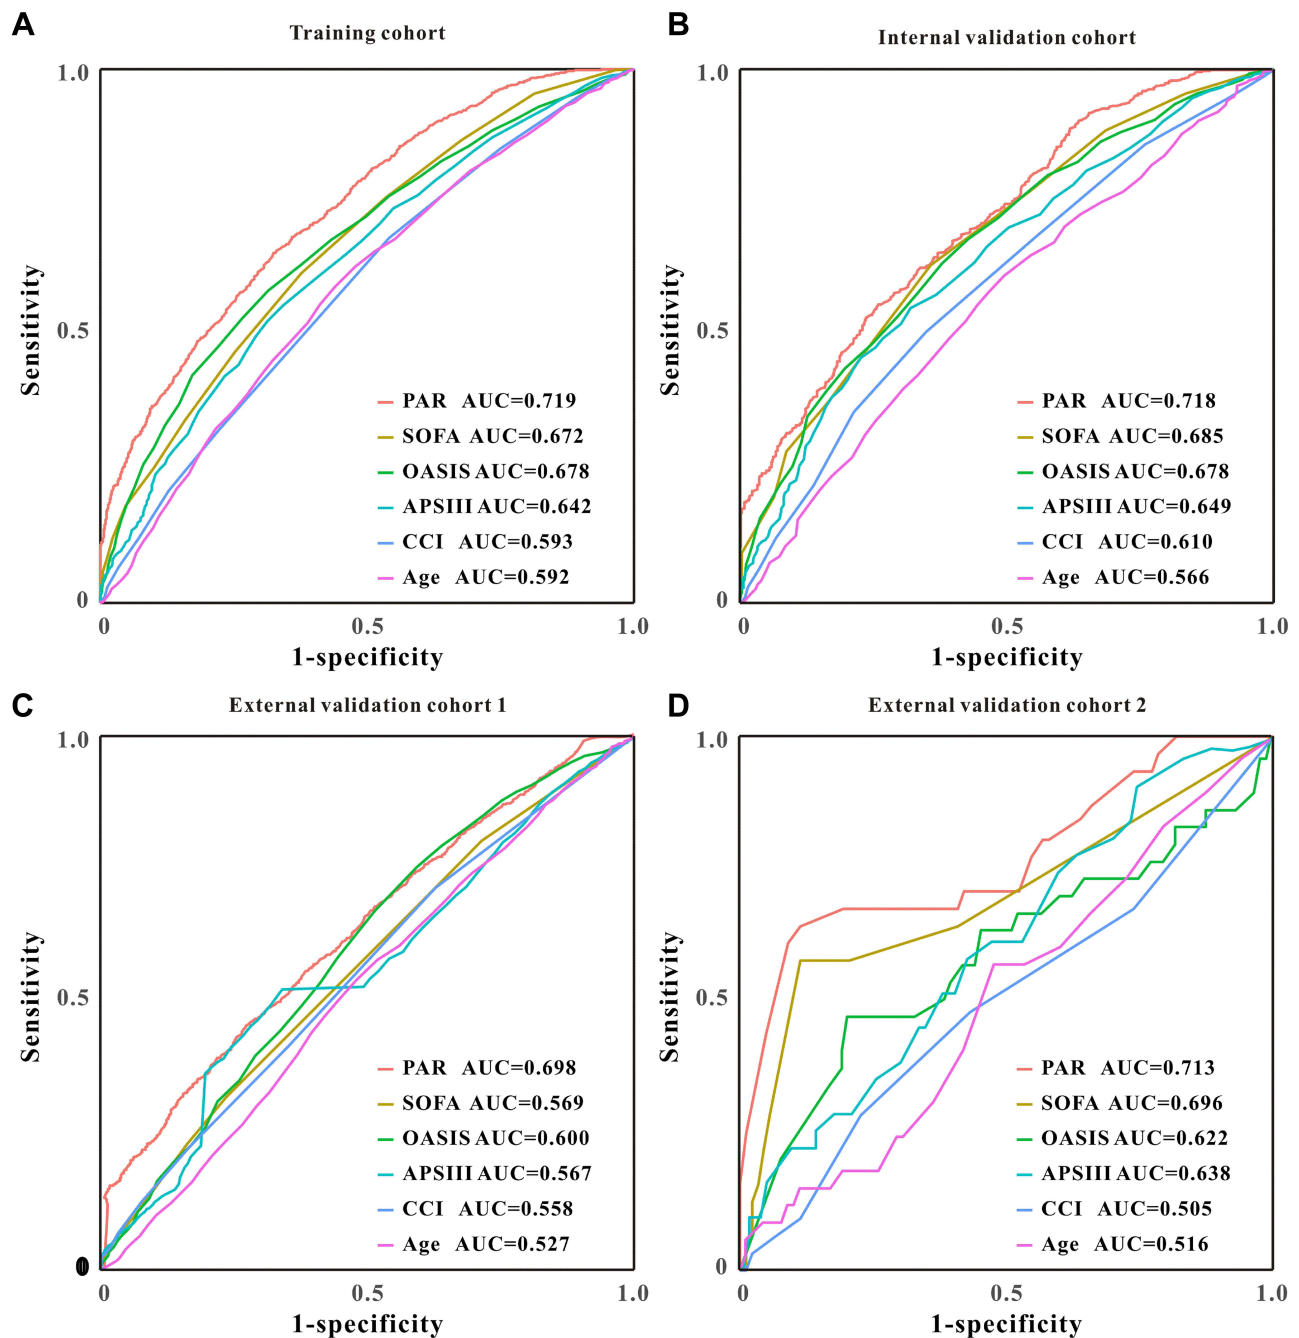 A
Training cohort
1.0
0.5
0
Sensitivity
PAR AUC=0.719
SOFA AUC=0.672
OASIS AUC=0.678
APSIII AUC=0.642
CCI AUC=0.593
Age AUC=0.592
0 0.5 1.0
1-specificity
B
Internal validation cohort
1.0
0.5
0
Sensitivity
PAR AUC=0.718
SOFA AUC=0.685
OASIS AUC=0.678
APSIII AUC=0.649
CCI AUC=0.610
Age AUC=0.566
0 0.5 1.0
1-specificity
C
External validation cohort 1
1.0
0.5
0
Sensitivity
PAR AUC=0.698
SOFA AUC=0.569
OASIS AUC=0.600
APSIII AUC=0.567
CCI AUC=0.558
Age AUC=0.527
0 0.5 1.0
1-specificity
D
External validation cohort 2
1.0
0.5
0
Sensitivity
PAR AUC=0.713
SOFA AUC=0.696
OASIS AUC=0.622
APSIII AUC=0.638
CCI AUC=0.505
Age AUC=0.516
0 0.5 1.0
1-specificity